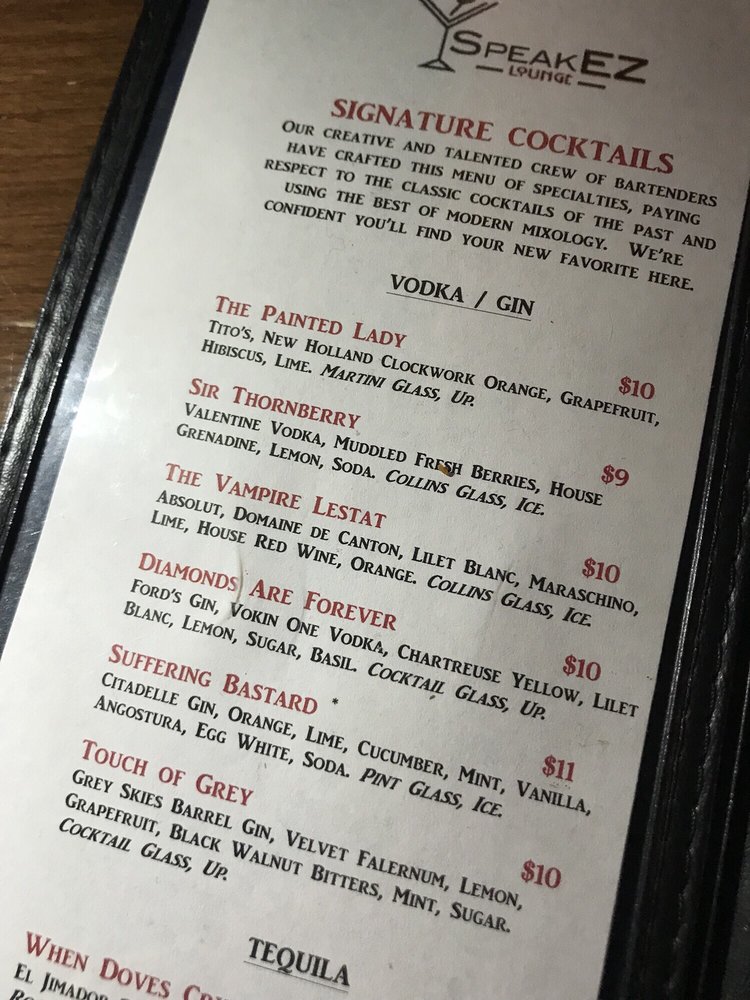 SpeakEZ
Lounge
Signature Cocktails
Our creative and talented crew of bartenders
have crafted this menu of specialties, paying
respect to the classic cocktails of the past and
using the best of modern mixology. We're
confident you'll find your new favorite here.
Vodka / Gin
The Painted Lady $10
Tito's, New Holland Clockwork Orange, Grapefruit,
Hibiscus, Lime. Martini Glass, Up.
Sir Thornberry $9
Valentine Vodka, Muddled Fresh Berries, House
Grenadine, Lemon, Soda. Collins Glass, Ice.
The Vampire Lestat $10
Absolut, Domaine de Canton, Lilet Blanc, Maraschino,
Lime, House Red Wine, Orange. Collins Glass, Ice.
Diamonds Are Forever $10
Ford's Gin, Vokin One Vodka, Chartreuse Yellow, Lilet
Blanc, Lemon, Sugar, Basil. Cocktail Glass, Up.
Suffering Bastard * $11
Citadelle Gin, Orange, Lime, Cucumber, Mint, Vanilla,
Angostura, Egg White, Soda. Pint Glass, Ice.
Touch of Grey $10
Grey Skies Barrel Gin, Velvet Falernum, Lemon,
Grapefruit, Black Walnut Bitters, Mint, Sugar.
Cocktail Glass, Up.
Tequila
When Doves
El Jimador